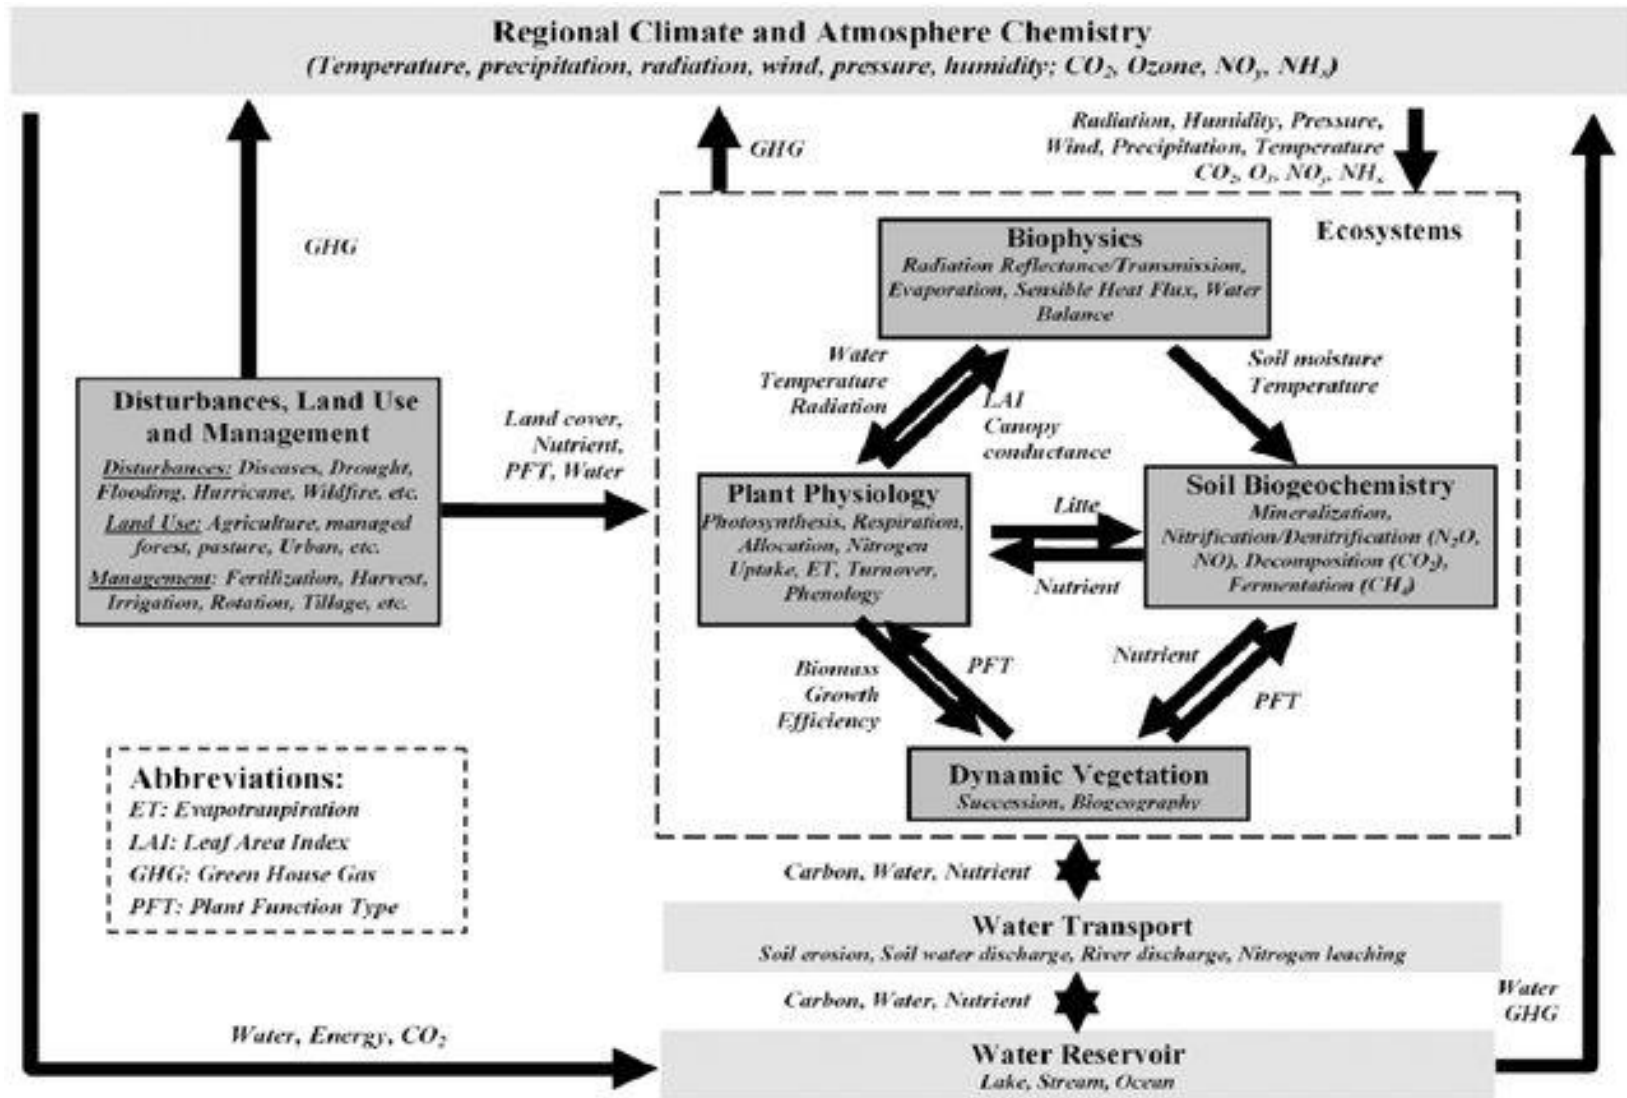 Regional Climate and Atmosphere Chemistry
(Temperature, precipitation, radiation, wind, pressure, humidity; CO₂, Ozone, NOᵧ, NHₓ)
GHG
GHG
Radiation, Humidity, Pressure,
Wind, Precipitation, Temperature
CO₂, O₃, NOᵧ, NHₓ
Ecosystems
Biophysics
Radiation Reflectance/Transmission,
Evaporation, Sensible Heat Flux, Water
Balance
Water
Temperature
Radiation
LAI
Canopy
conductance
Soil moisture
Temperature
Disturbances, Land Use
and Management
Disturbances: Diseases, Drought,
Flooding, Hurricane, Wildfire, etc.
Land Use: Agriculture, managed
forest, pasture, Urban, etc.
Management: Fertilization, Harvest,
Irrigation, Rotation, Tillage, etc.
Land cover,
Nutrient,
PFT, Water
Plant Physiology
Photosynthesis, Respiration,
Allocation, Nitrogen
Uptake, ET, Turnover,
Phenology
Litte
Nutrient
Soil Biogeochemistry
Mineralization,
Nitrification/Denitrification (N₂O,
NO), Decomposition (CO₂),
Fermentation (CH₄)
Biomass
Growth
Efficiency
PFT
Nutrient
PFT
Dynamic Vegetation
Succession, Biogeography
Abbreviations:
ET: Evapotranpiration
LAI: Leaf Area Index
GHG: Green House Gas
PFT: Plant Function Type
Carbon, Water, Nutrient
Water Transport
Soil erosion, Soil water discharge, River discharge, Nitrogen leaching
Carbon, Water, Nutrient
Water
GHG
Water, Energy, CO₂
Water Reservoir
Lake, Stream, Ocean